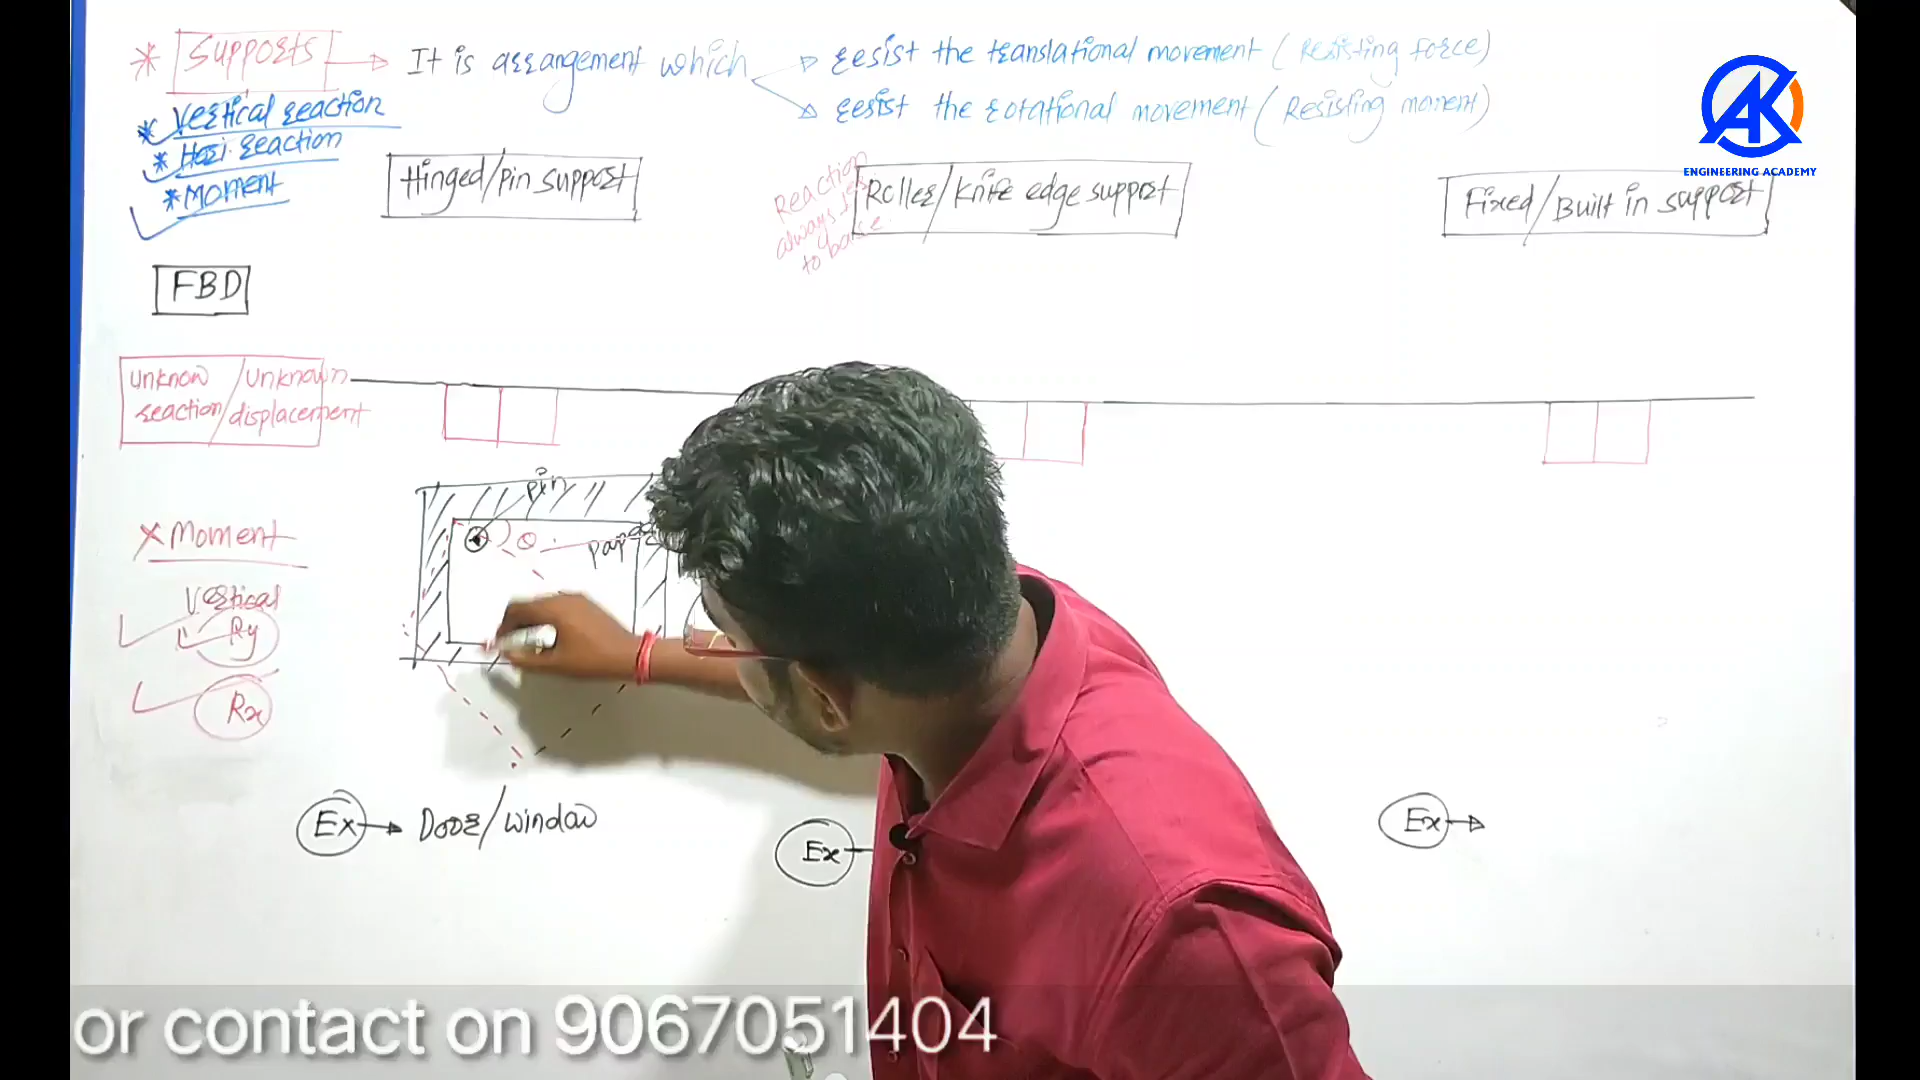 * Supports → It is arrangement which
→ resist the translational movement (Resisting force)
→ resist the rotational movement (Resisting moment)
* Vertical reaction
* Hori. reaction
* Moment
Hinged/Pin support
Reaction
always
to base
Roller/Knife edge support
Fixed/Built in support
AK
ENGINEERING ACADEMY
FBD
Unknow reaction/Unknown displacement
pin
x Moment
Vertical
Ry
Rx
Ex → Door/window
Ex
Ex →
or contact on 9067051404